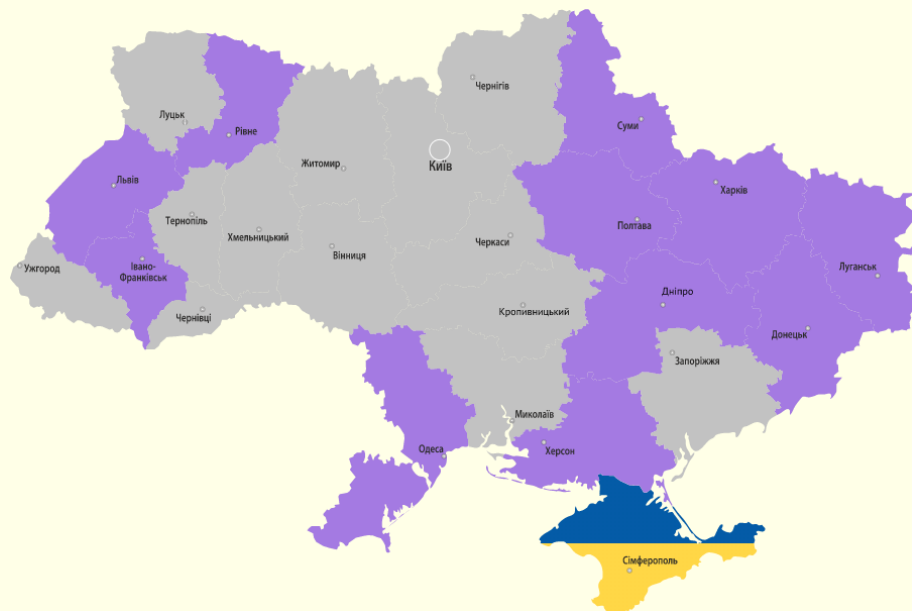 Чернігів
Луцьк
Рівне
Суми
Житомир
Київ
Львів
Харків
Тернопіль
Полтава
Хмельницький
Черкаси
Вінниця
Ужгород
Івано-
Франківськ
Луганськ
Дніпро
Чернівці
Кропивницький
Донецьк
Запоріжжя
Миколаїв
Одеса
Херсон
Сімферополь